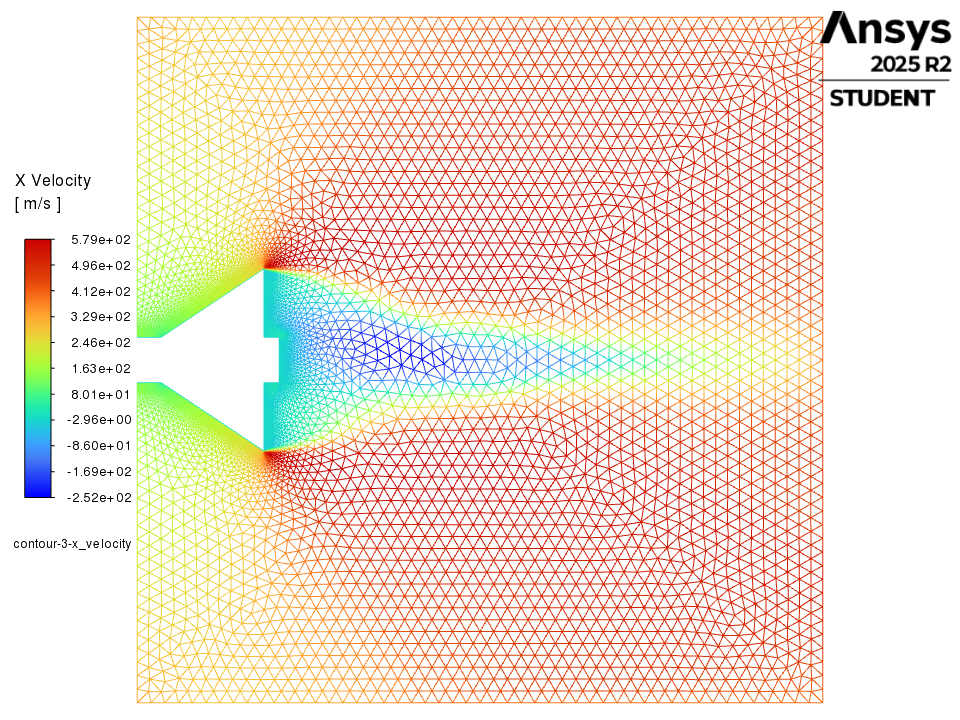 Ansys
2025 R2
STUDENT
X Velocity
[ m/s ]
5.79e+02
4.96e+02
4.12e+02
3.29e+02
2.46e+02
1.63e+02
8.01e+01
-2.96e+00
-8.60e+01
-1.69e+02
-2.52e+02
contour-3-x_velocity